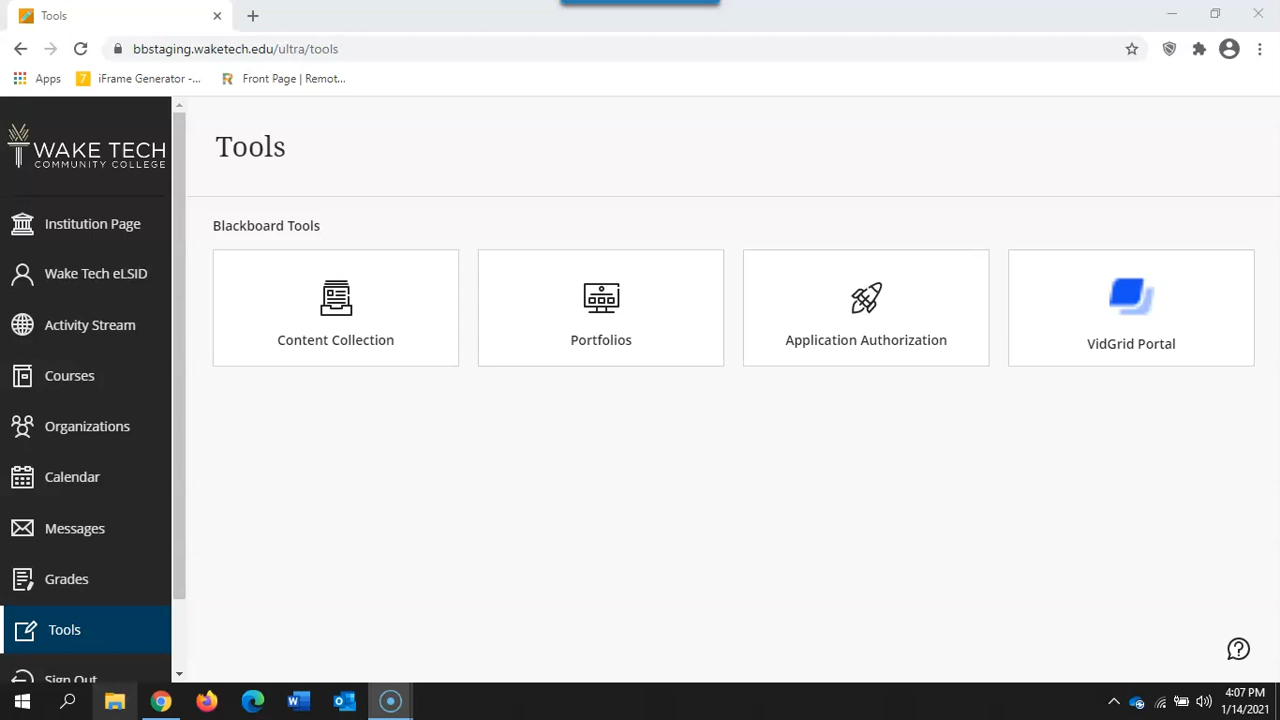 Tools
bbstaging.waketech.edu/ultra/tools
Apps
7
iFrame Generator -...
R
Front Page | Remot...
WAKE TECH
COMMUNITY COLLEGE
Institution Page
Wake Tech eLSID
Activity Stream
Courses
Organizations
Calendar
Messages
Grades
Tools
Sign Out
Tools
Blackboard Tools
Content Collection
Portfolios
Application Authorization
VidGrid Portal
4:07 PM
1/14/2021